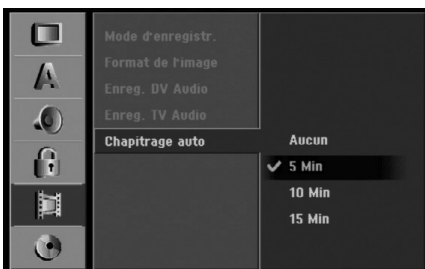 Mode d'enregistr.
Format de l'image
Enreg. DV Audio
Enreg. TV Audio
Chapitrage auto
Aucun
5 Min
10 Min
15 Min